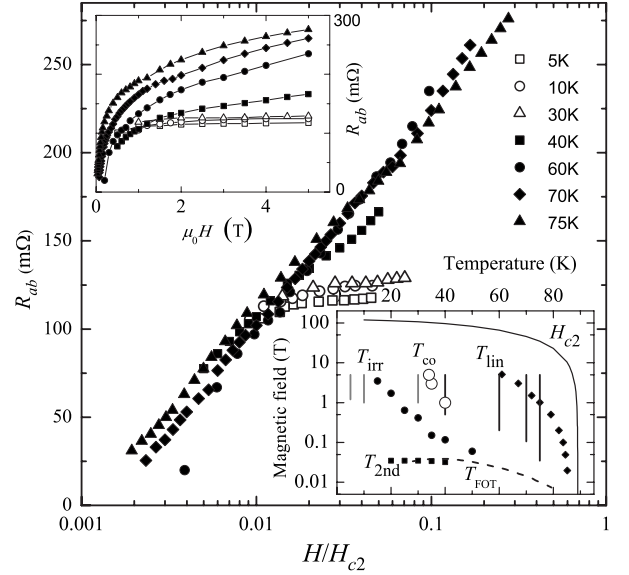 250
200
150
100
50
0
R_ab (mΩ)
0.001
0.01
0.1
1
H/H_c2
300
R_ab (mΩ)
0
0
2
4
μ₀H (T)
5K
10K
30K
40K
60K
70K
75K
Temperature (K)
0
20
40
60
80
Magnetic field (T)
100
10
1
0.1
0.01
H_c2
T_irr
T_co
T_lin
T_2nd
T_FOT